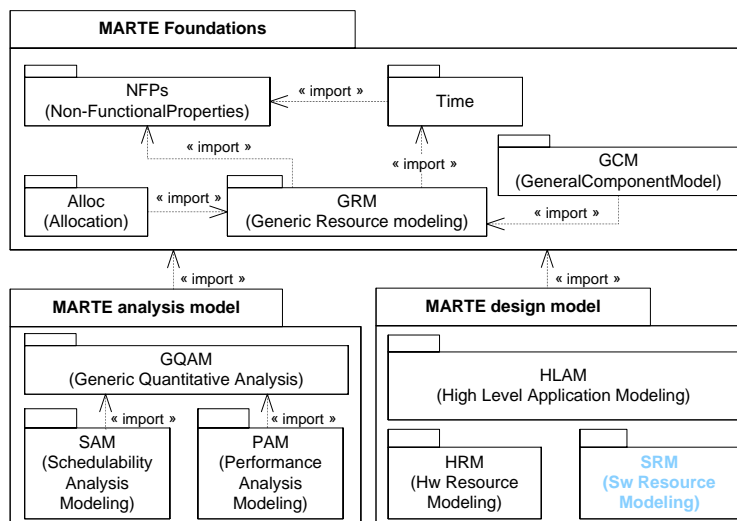 MARTE Foundations
NFPs
(Non-FunctionalProperties)
« import »
Time
« import »
« import »
GCM
(GeneralComponentModel)
Alloc
(Allocation)
« import »
GRM
(Generic Resource modeling)
« import »
« import »
« import »
MARTE analysis model
MARTE design model
GQAM
(Generic Quantitative Analysis)
« import »
« import »
SAM
(Schedulability
Analysis
Modeling)
PAM
(Performance
Analysis
Modeling)
HLAM
(High Level Application Modeling)
HRM
(Hw Resource
Modeling)
SRM
(Sw Resource
Modeling)